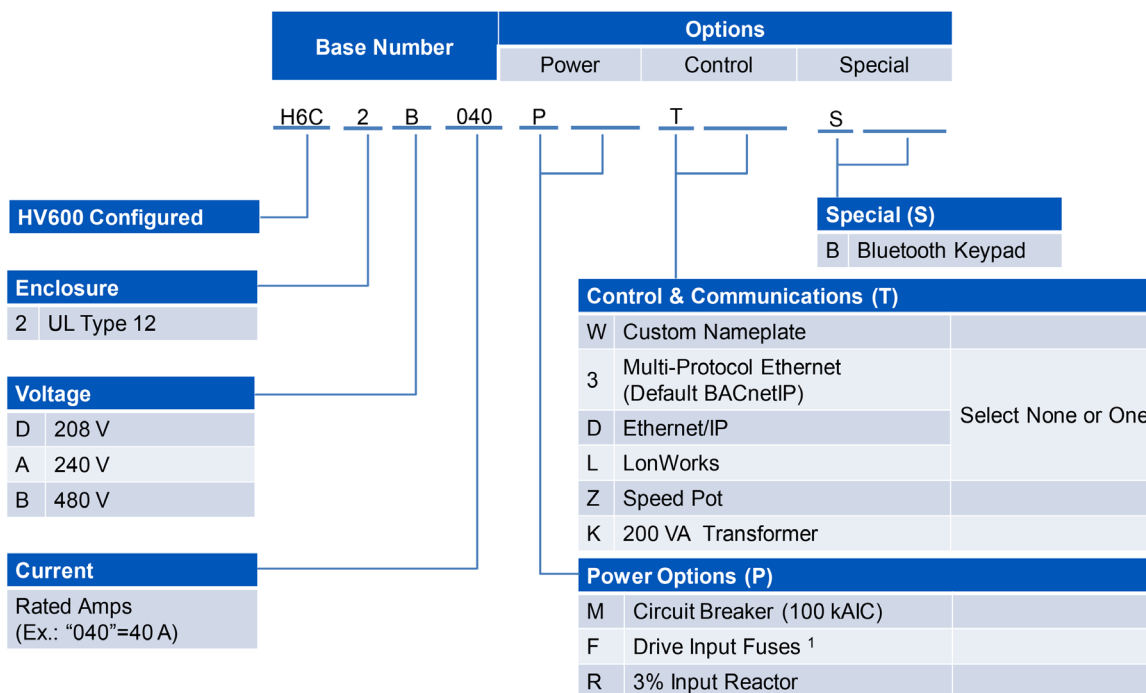 Base Number
Options
Power Control Special
H6C 2 B 040 P T S
HV600 Configured
Special (S)
B Bluetooth Keypad
Enclosure
2 UL Type 12
Control & Communications (T)
W Custom Nameplate
3 Multi-Protocol Ethernet
(Default BACnetIP)
Select None or One
D Ethernet/IP
L LonWorks
Z Speed Pot
K 200 VA Transformer
Voltage
D 208 V
A 240 V
B 480 V
Current
Rated Amps
(Ex.: “040”=40 A)
Power Options (P)
M Circuit Breaker (100 kAIC)
F Drive Input Fuses ¹
R 3% Input Reactor